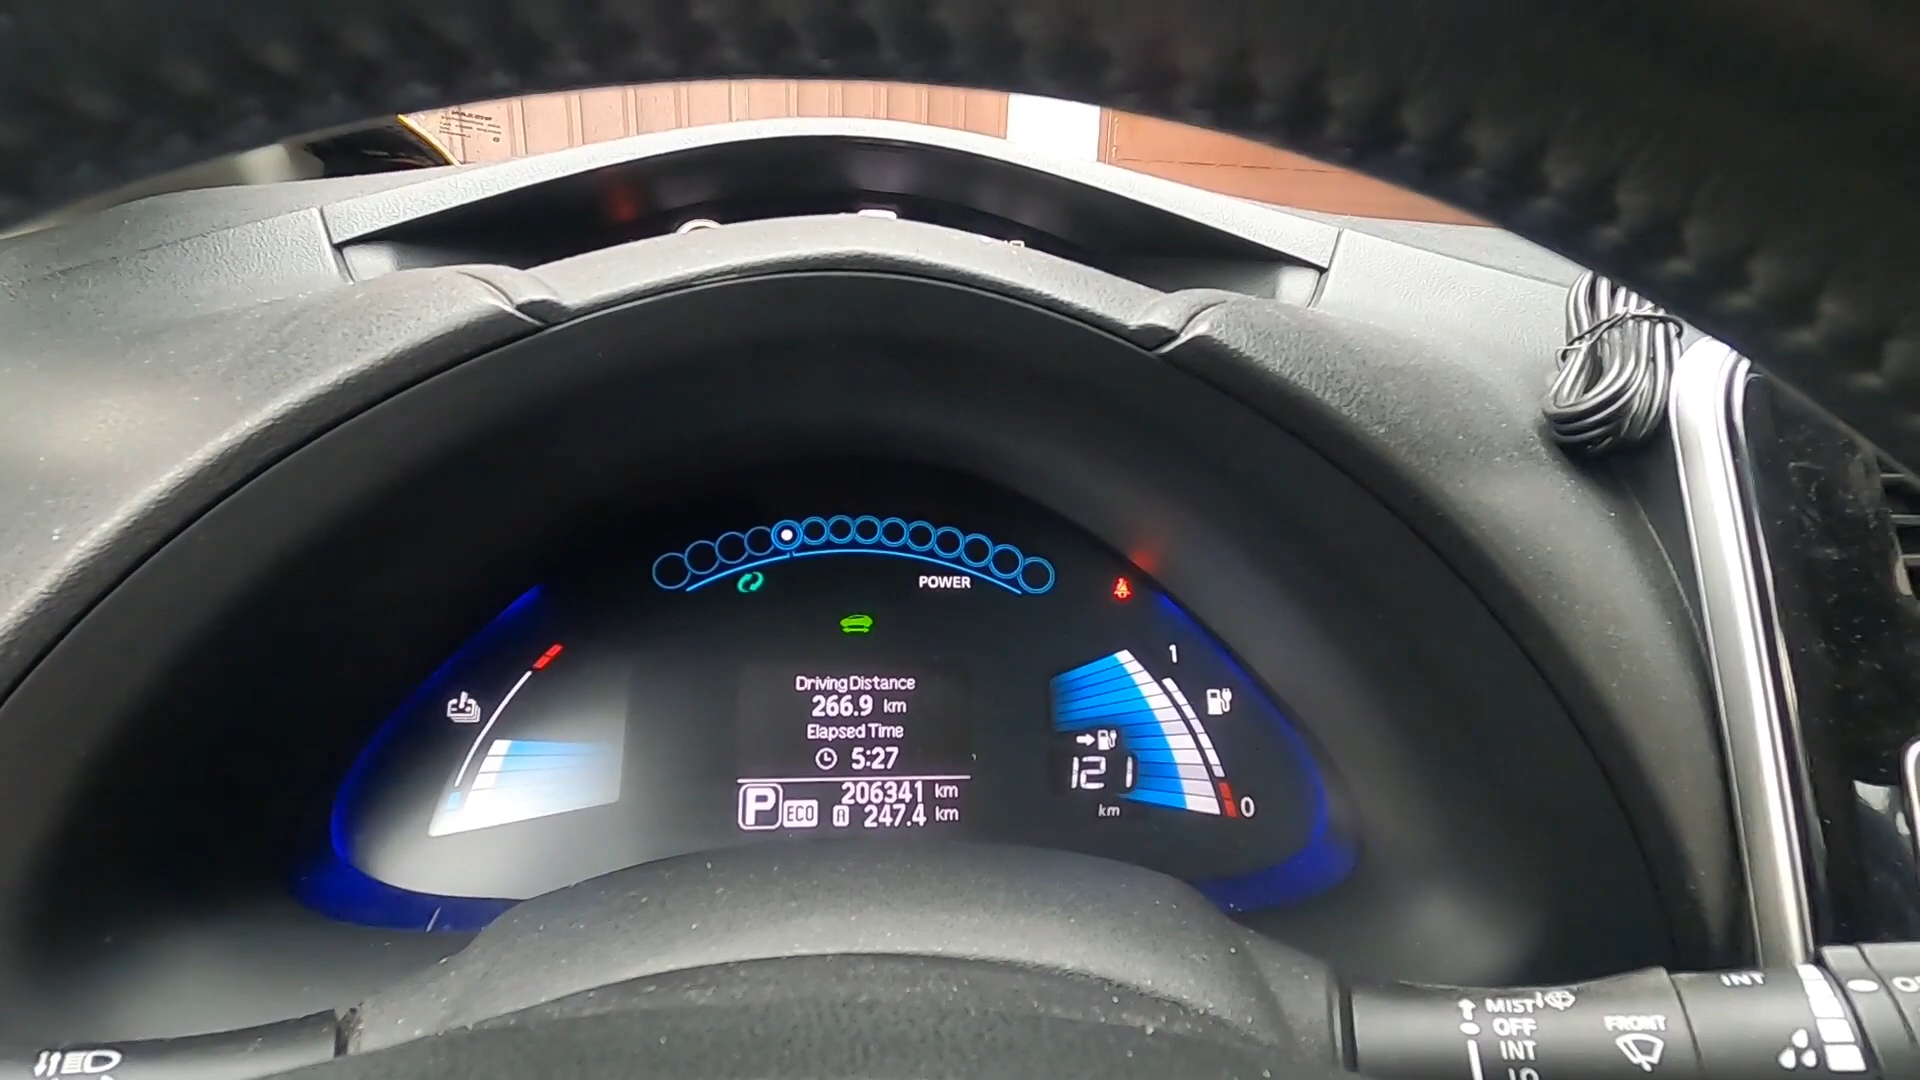 POWER
1
Driving Distance
266.9 km
Elapsed Time
5:27
121
km
0
P ECO
206341 km
A 247.4 km
INT
MIST
OFF
INT
LO
FRONT